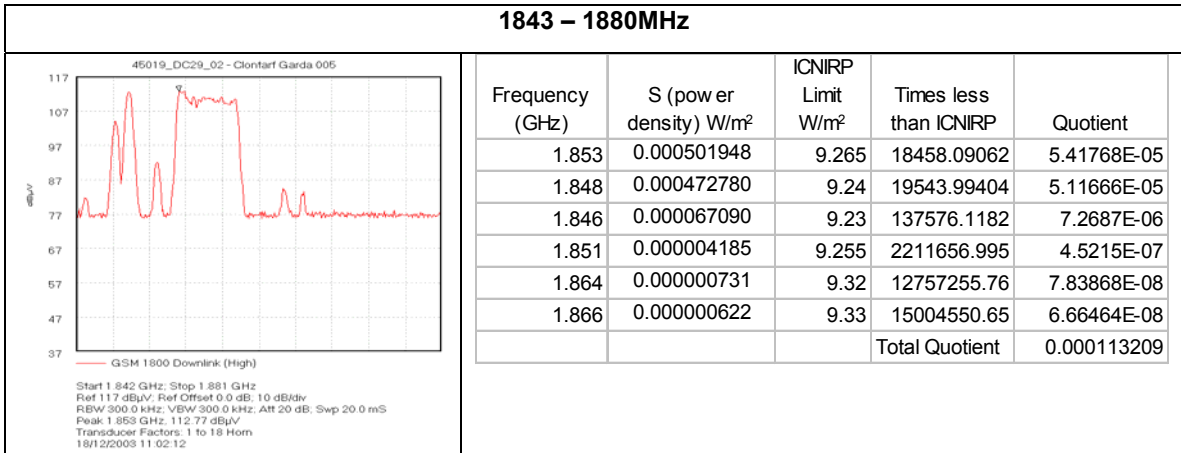 1843 – 1880MHz
45019_DC29_02 - Clontarf Garda 005
117
107
97
87
77
67
57
47
37
dBµV
GSM 1800 Downlink (High)
Start 1.842 GHz; Stop 1.881 GHz
Ref 117 dBµV; Ref Offset 0.0 dB; 10 dB/div
RBW 300.0 kHz; VBW 300.0 kHz; Att 20 dB; Swp 20.0 mS
Peak 1.853 GHz, 112.77 dBµV
Transducer Factors: 1 to 18 Horn
18/12/2003 11:02:12
Frequency (GHz) S (power density) W/m² ICNIRP Limit W/m² Times less than ICNIRP Quotient
1.853 0.000501948 9.265 18458.09062 5.41768E-05
1.848 0.000472780 9.24 19543.99404 5.11666E-05
1.846 0.000067090 9.23 137576.1182 7.2687E-06
1.851 0.000004185 9.255 2211656.995 4.5215E-07
1.864 0.000000731 9.32 12757255.76 7.83868E-08
1.866 0.000000622 9.33 15004550.65 6.66464E-08
Total Quotient 0.000113209